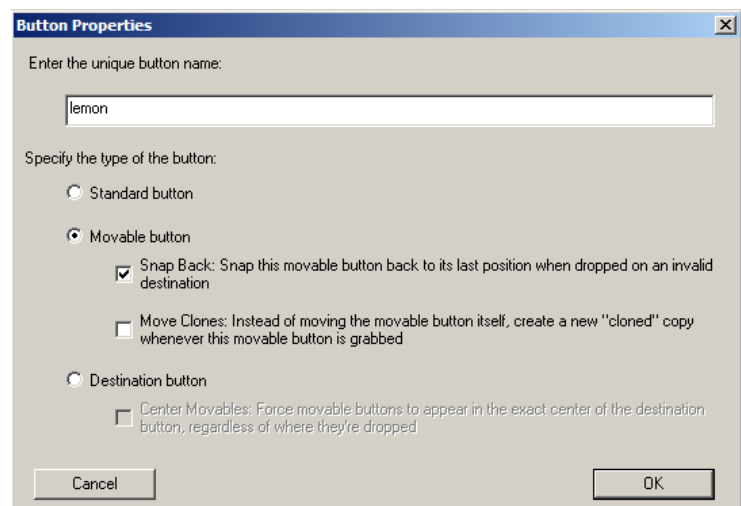 Button Properties
Enter the unique button name:
lemon
Specify the type of the button:
Standard button
Movable button
Snap Back: Snap this movable button back to its last position when dropped on an invalid
destination
Move Clones: Instead of moving the movable button itself, create a new "cloned" copy
whenever this movable button is grabbed
Destination button
Center Movables: Force movable buttons to appear in the exact center of the destination
button, regardless of where they're dropped
Cancel OK